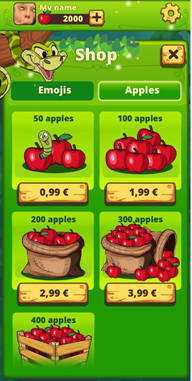 My name
2000
Shop
Emojis
Apples
50 apples
100 apples
0,99 €
1,99 €
200 apples
300 apples
2,99 €
3,99 €
400 apples